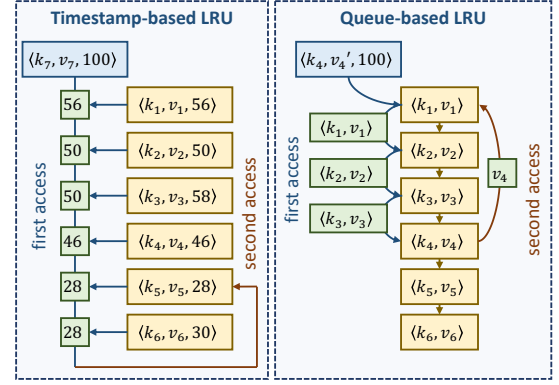 Timestamp-based LRU
⟨k₇, v₇, 100⟩
56
⟨k₁, v₁, 56⟩
50
⟨k₂, v₂, 50⟩
50
⟨k₃, v₃, 58⟩
46
⟨k₄, v₄, 46⟩
28
⟨k₅, v₅, 28⟩
28
⟨k₆, v₆, 30⟩
first access
second access
Queue-based LRU
⟨k₄, v₄′, 100⟩
⟨k₁, v₁⟩
⟨k₁, v₁⟩
⟨k₂, v₂⟩
⟨k₂, v₂⟩
⟨k₃, v₃⟩
⟨k₃, v₃⟩
⟨k₄, v₄⟩
⟨k₅, v₅⟩
⟨k₆, v₆⟩
v₄
first access
second access